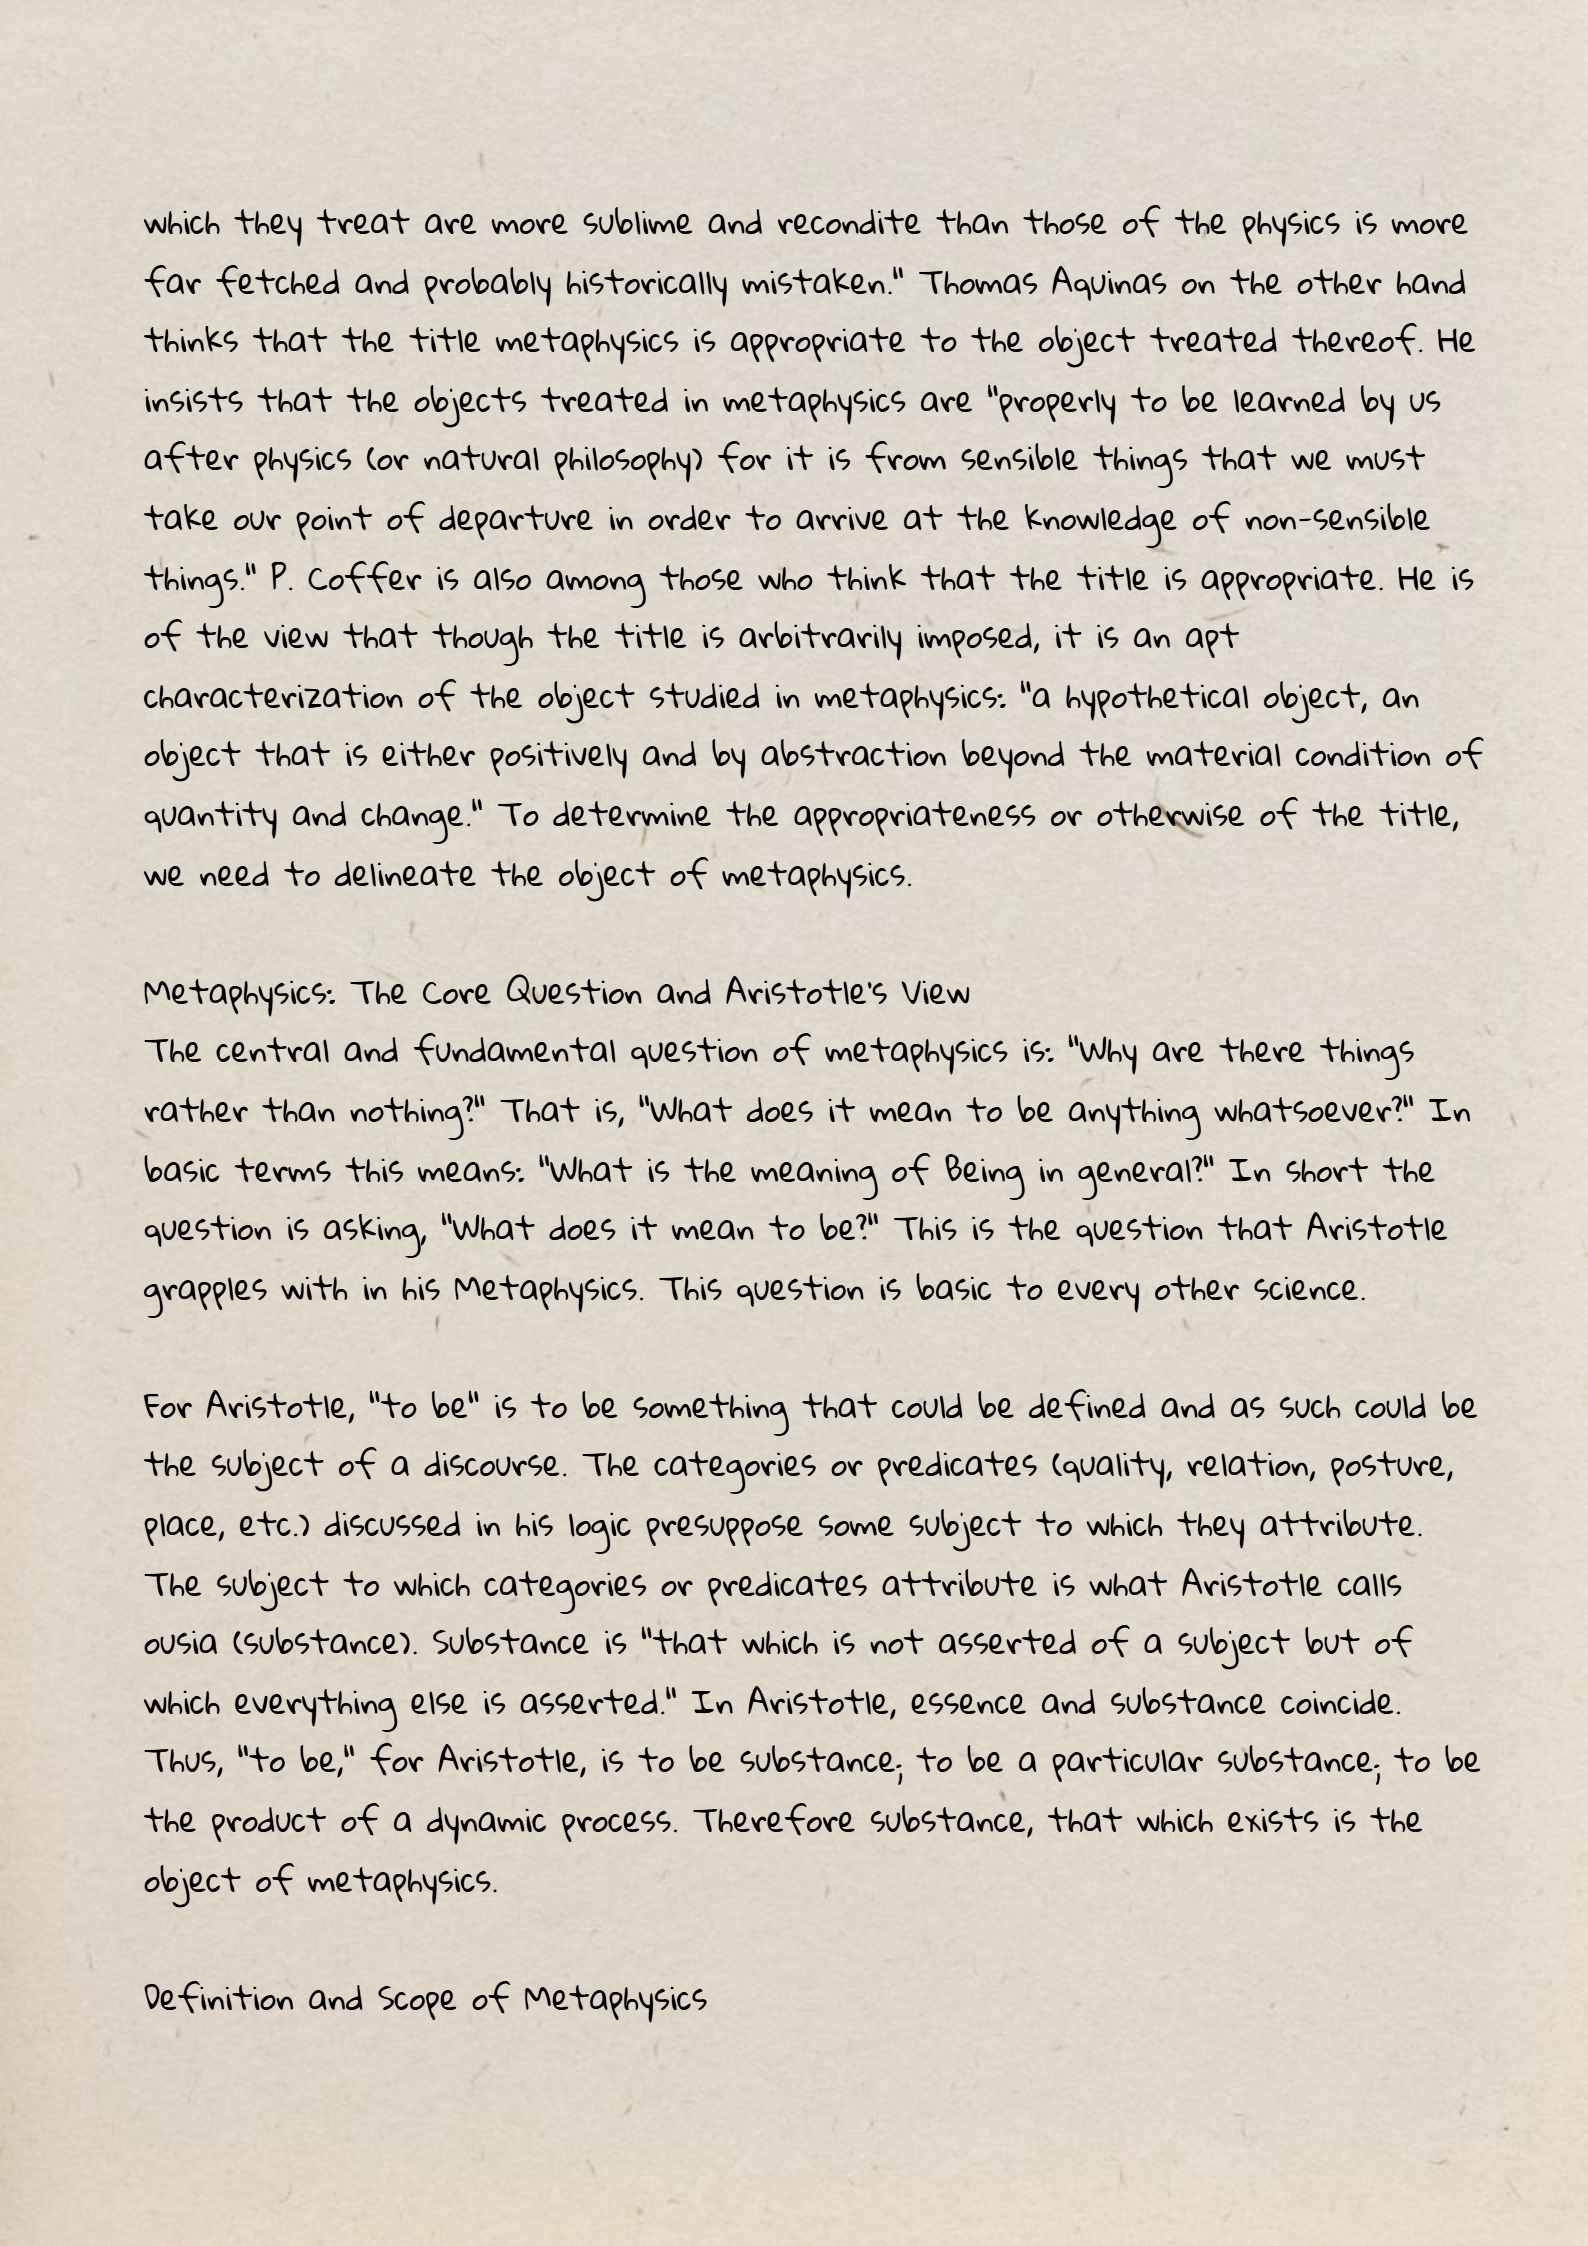 which they treat are more sublime and recondite than those of the physics is more
far fetched and probably historically mistaken." Thomas Aquinas on the other hand
thinks that the title metaphysics is appropriate to the object treated thereof. He
insists that the objects treated in metaphysics are "properly to be learned by us
after physics (or natural philosophy) for it is from sensible things that we must
take our point of departure in order to arrive at the knowledge of non-sensible
things." P. Coffer is also among those who think that the title is appropriate. He is
of the view that though the title is arbitrarily imposed, it is an apt
characterization of the object studied in metaphysics: "a hypothetical object, an
object that is either positively and by abstraction beyond the material condition of
quantity and change." To determine the appropriateness or otherwise of the title,
we need to delineate the object of metaphysics.

Metaphysics: The Core Question and Aristotle's View
The central and fundamental question of metaphysics is: "Why are there things
rather than nothing?" That is, "What does it mean to be anything whatsoever?" In
basic terms this means: "What is the meaning of Being in general?" In short the
question is asking, "What does it mean to be?" This is the question that Aristotle
grapples with in his Metaphysics. This question is basic to every other science.

For Aristotle, "to be" is to be something that could be defined and as such could be
the subject of a discourse. The categories or predicates (quality, relation, posture,
place, etc.) discussed in his logic presuppose some subject to which they attribute.
The subject to which categories or predicates attribute is what Aristotle calls
ousia (substance). Substance is "that which is not asserted of a subject but of
which everything else is asserted." In Aristotle, essence and substance coincide.
Thus, "to be," for Aristotle, is to be substance; to be a particular substance; to be
the product of a dynamic process. Therefore substance, that which exists is the
object of metaphysics.

Definition and Scope of Metaphysics